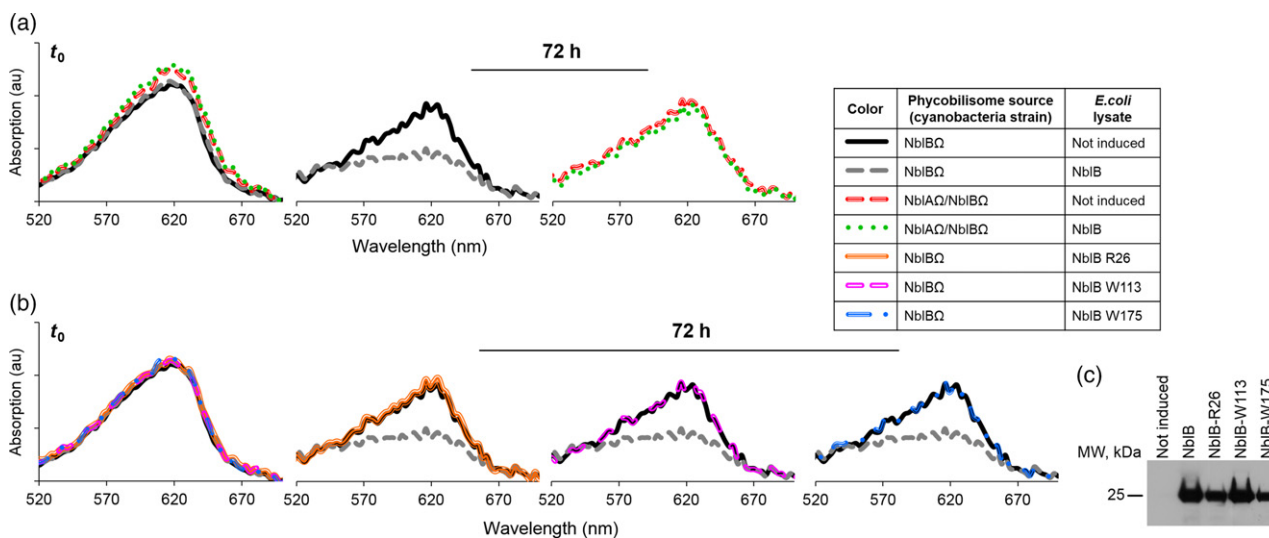 (a)
t0
72 h
Absorption (au)
520 570 620 670
520 570 620 670
520 570 620 670
Wavelength (nm)
Color Phycobilisome source (cyanobacteria strain) E.coli lysate
NblBΩ Not induced
NblBΩ NblB
NblAΩ/NblBΩ Not induced
NblAΩ/NblBΩ NblB
NblBΩ NblB R26
NblBΩ NblB W113
NblBΩ NblB W175
(b)
t0
72 h
Absorption (au)
520 570 620 670
520 570 620 670
520 570 620 670
520 570 620 670
Wavelength (nm)
(c)
Not induced
NblB
NblB-R26
NblB-W113
NblB-W175
MW, kDa
25